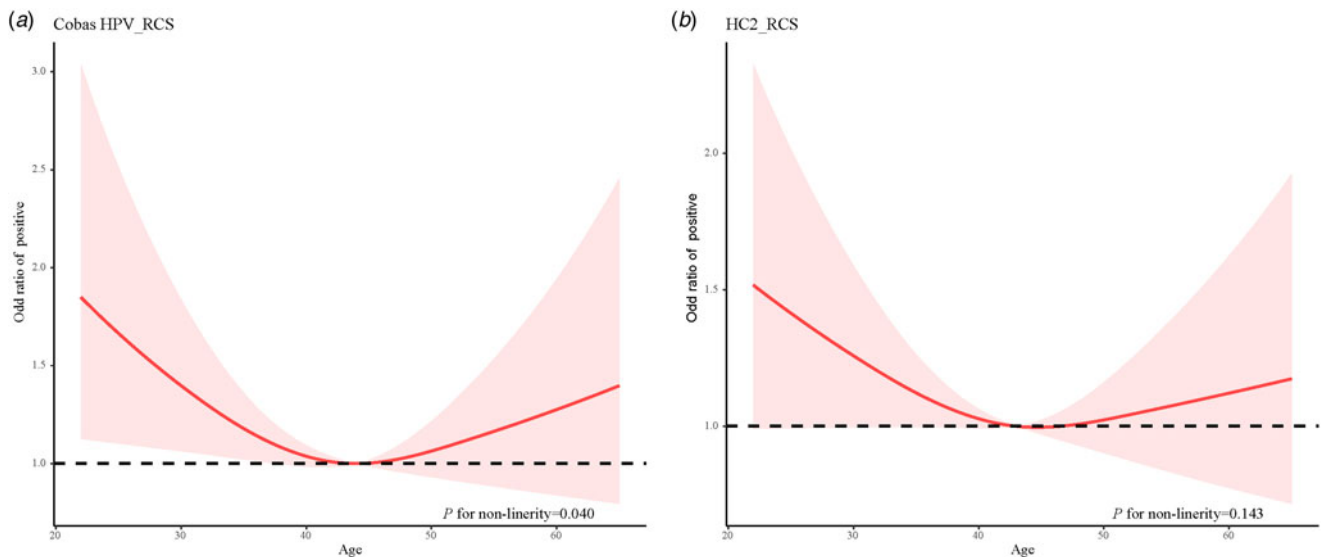 (a) Cobas HPV_RCS
3.0
2.5
2.0
1.5
1.0
Odd ratio of positive
P for non-linerity=0.040
20 30 40 50 60
Age
(b) HC2_RCS
2.0
1.5
1.0
Odd ratio of positive
P for non-linerity=0.143
20 30 40 50 60
Age